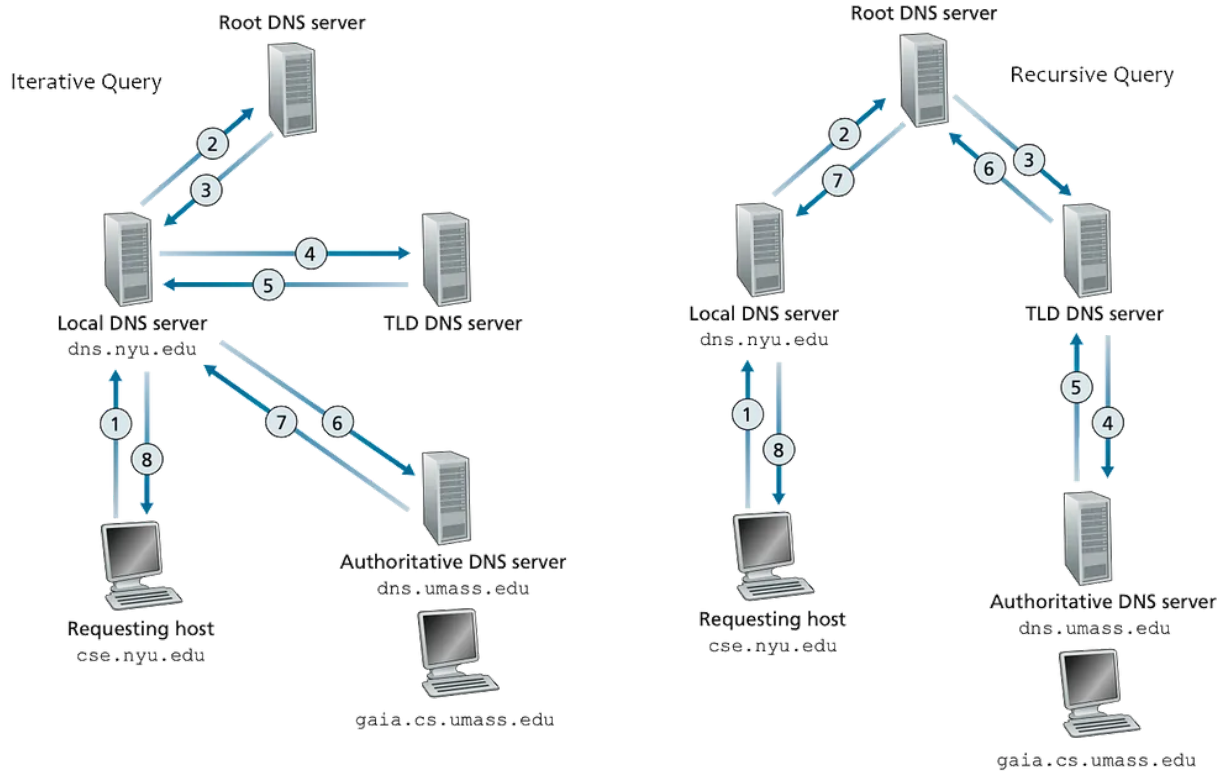 Root DNS server
Iterative Query
2
3
4
5
Local DNS server
dns.nyu.edu
TLD DNS server
1
8
7
6
Authoritative DNS server
dns.umass.edu
Requesting host
cse.nyu.edu
gaia.cs.umass.edu
Root DNS server
Recursive Query
2
7
6
3
Local DNS server
dns.nyu.edu
TLD DNS server
1
8
5
4
Requesting host
cse.nyu.edu
Authoritative DNS server
dns.umass.edu
gaia.cs.umass.edu